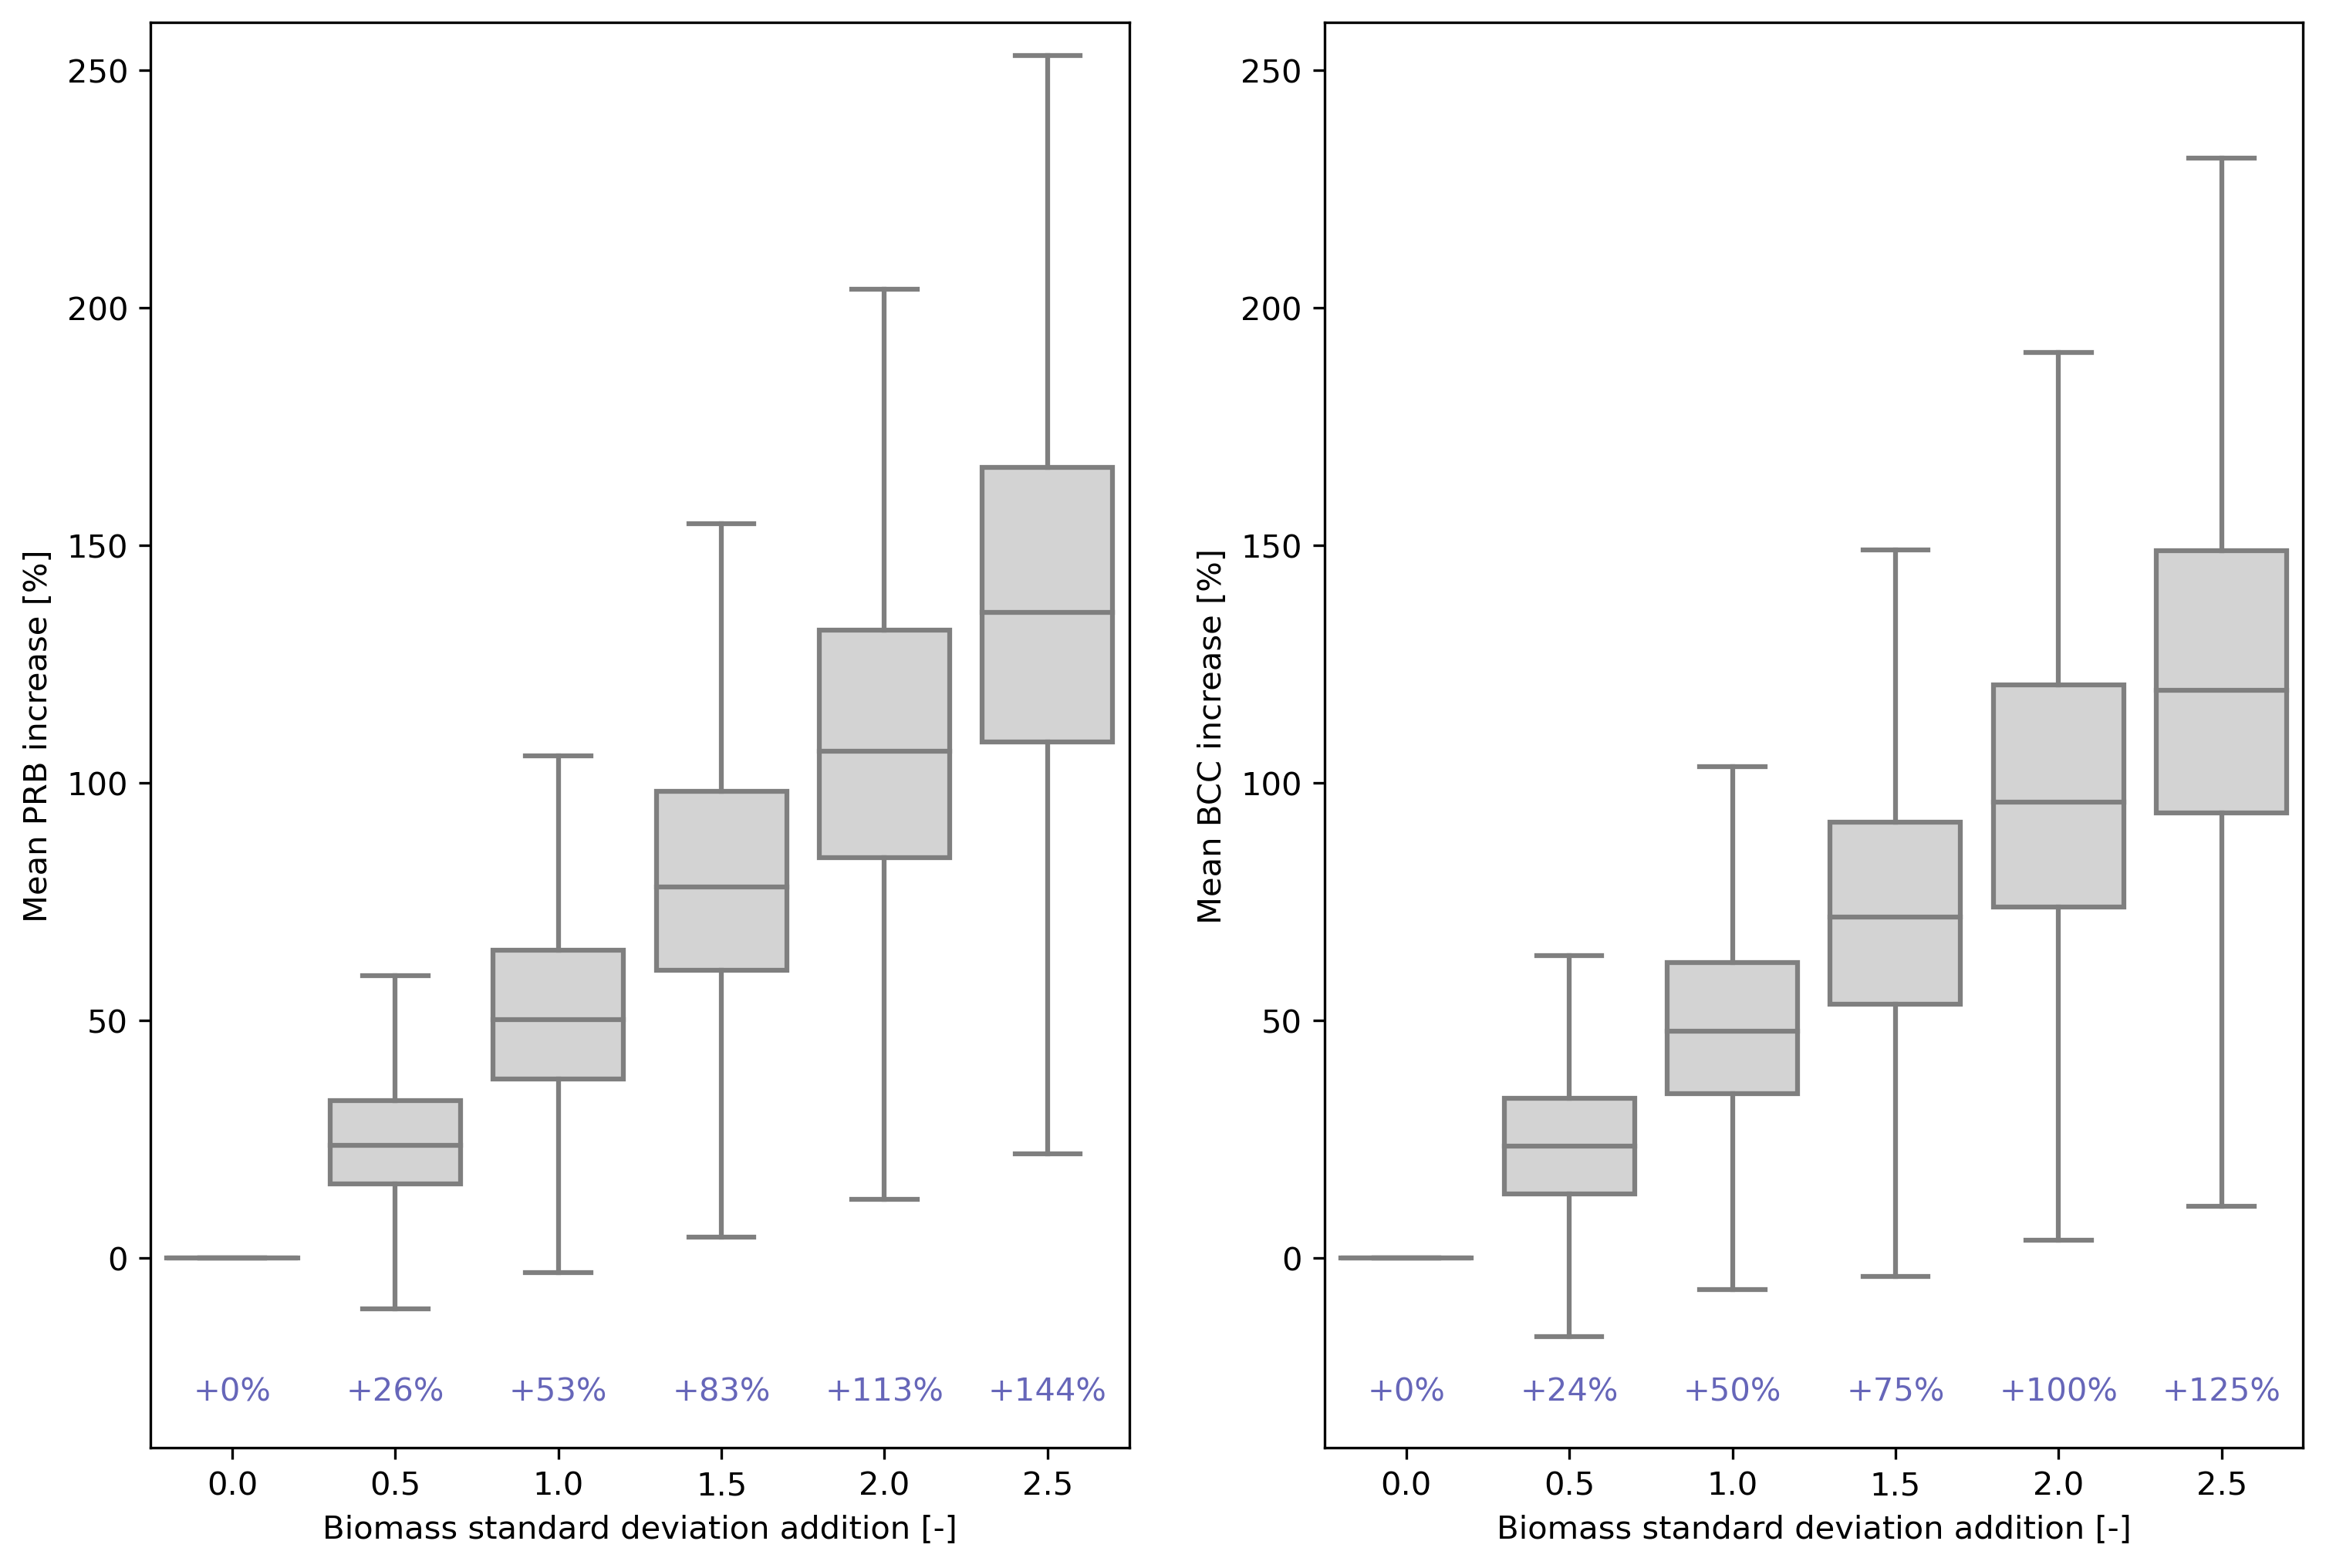 Mean PRB increase [%]
250
200
150
100
50
0
+0% +26% +53% +83% +113% +144%
0.0 0.5 1.0 1.5 2.0 2.5
Biomass standard deviation addition [-]
Mean BCC increase [%]
250
200
150
100
50
0
+0% +24% +50% +75% +100% +125%
0.0 0.5 1.0 1.5 2.0 2.5
Biomass standard deviation addition [-]